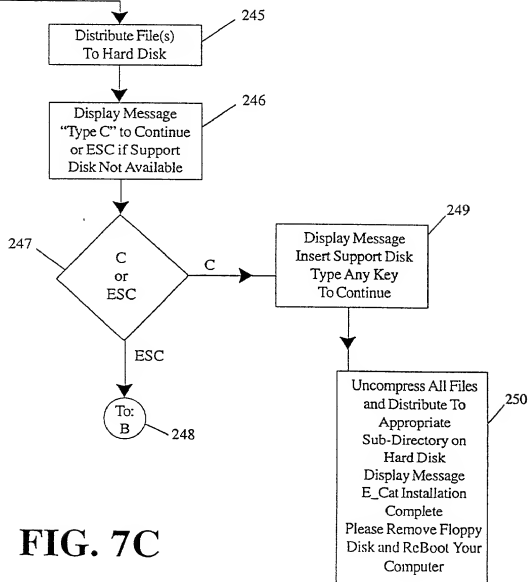 245
Distribute File(s)
To Hard Disk
246
Display Message
“Type C” to Continue
or ESC if Support
Disk Not Available
247
C
or
ESC
C
249
Display Message
Insert Support Disk
Type Any Key
To Continue
ESC
To:
B
248
250
Uncompress All Files
and Distribute To
Appropriate
Sub-Directory on
Hard Disk
Display Message
E_Cat Installation
Complete
Please Remove Floppy
Disk and ReBoot Your
Computer
FIG. 7C